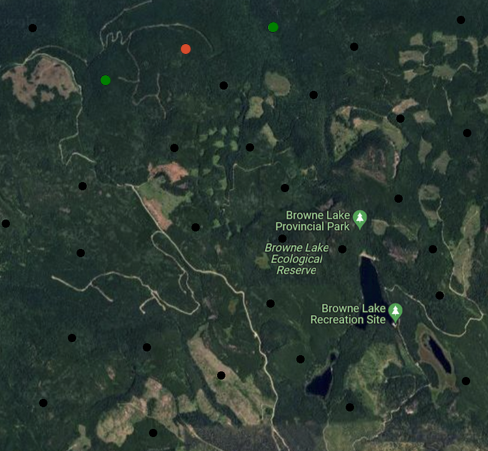 Browne Lake
Provincial Park
Browne Lake
Ecological
Reserve
Browne Lake
Recreation Site